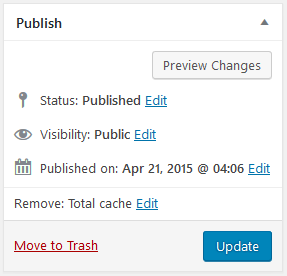 Publish
Preview Changes
Status: Published Edit
Visibility: Public Edit
Published on: Apr 21, 2015 @ 04:06 Edit
Remove: Total cache Edit
Move to Trash
Update